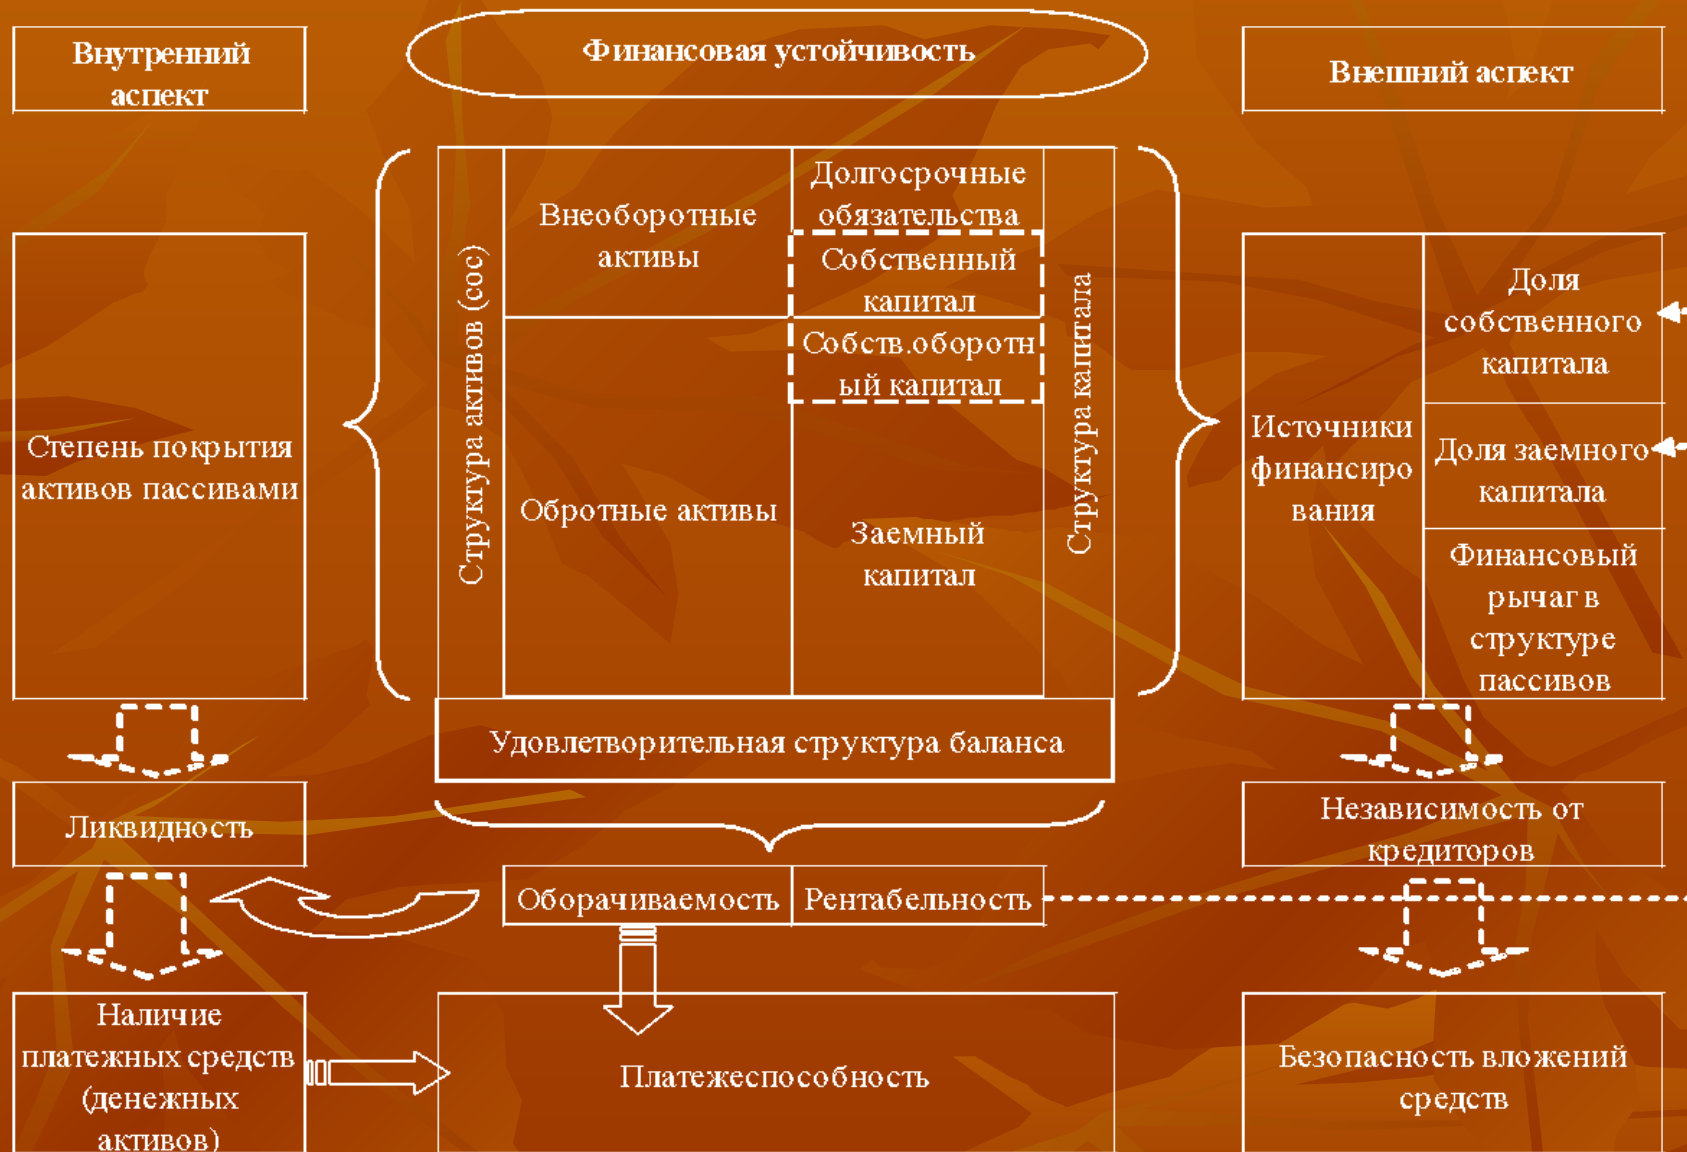 Внутренний
аспект
Финансовая устойчивость
Внешний аспект
Степень покрытия
активов пассивами
Структура активов (сос)
Внеоборотные
активы
Долгосрочные
обязательства
Собственный
капитал
Собств.оборотн
ый капитал
Обротные активы
Заемный
капитал
Структура капитала
Источники
финансиро
вания
Доля
собственного
капитала
Доля заемного
капитала
Финансовый
рычаг в
структуре
пассивов
Удовлетворительная структура баланса
Ликвидность
Оборачиваемость
Рентабельность
Независимость от
кредиторов
Наличие
платежных средств
(денежных
активов)
Платежеспособность
Безопасность вложений
средств